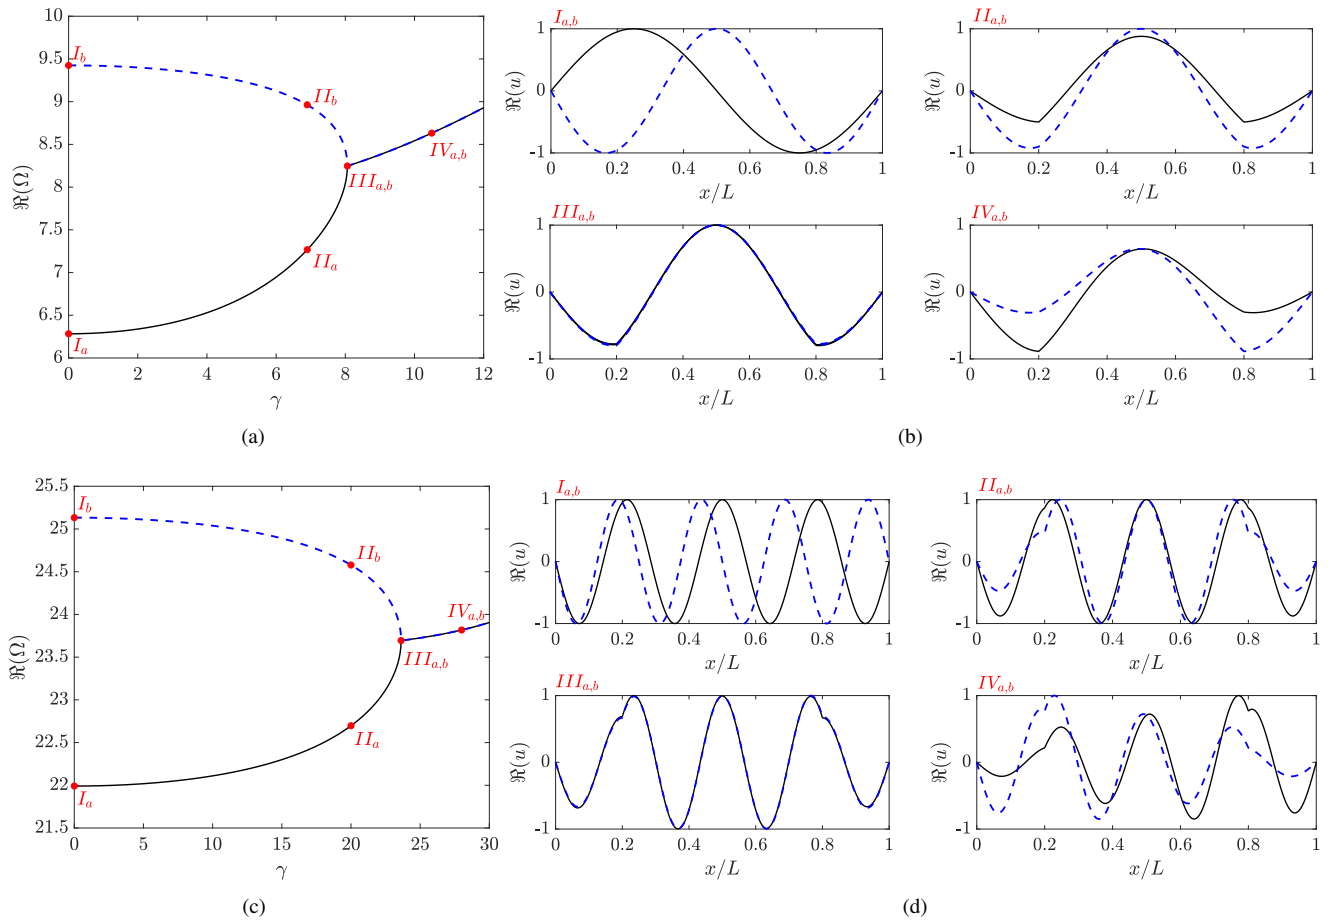 10
9.5
9
8.5
8
7.5
7
6.5
6
ℜ(Ω)
0 2 4 6 8 10 12
γ
I_b
II_b
III_{a,b}
IV_{a,b}
II_a
I_a
(a)
I_{a,b}
1
0
-1
ℜ(u)
0 0.2 0.4 0.6 0.8 1
x/L
II_{a,b}
1
0
-1
ℜ(u)
0 0.2 0.4 0.6 0.8 1
x/L
III_{a,b}
1
0
-1
ℜ(u)
0 0.2 0.4 0.6 0.8 1
x/L
IV_{a,b}
1
0
-1
ℜ(u)
0 0.2 0.4 0.6 0.8 1
x/L
(b)
25.5
25
24.5
24
23.5
23
22.5
22
21.5
ℜ(Ω)
0 5 10 15 20 25 30
γ
I_b
II_b
IV_{a,b}
III_{a,b}
II_a
I_a
(c)
I_{a,b}
1
0
-1
ℜ(u)
0 0.2 0.4 0.6 0.8 1
x/L
II_{a,b}
1
0
-1
ℜ(u)
0 0.2 0.4 0.6 0.8 1
x/L
III_{a,b}
1
0
-1
ℜ(u)
0 0.2 0.4 0.6 0.8 1
x/L
IV_{a,b}
1
0
-1
ℜ(u)
0 0.2 0.4 0.6 0.8 1
x/L
(d)